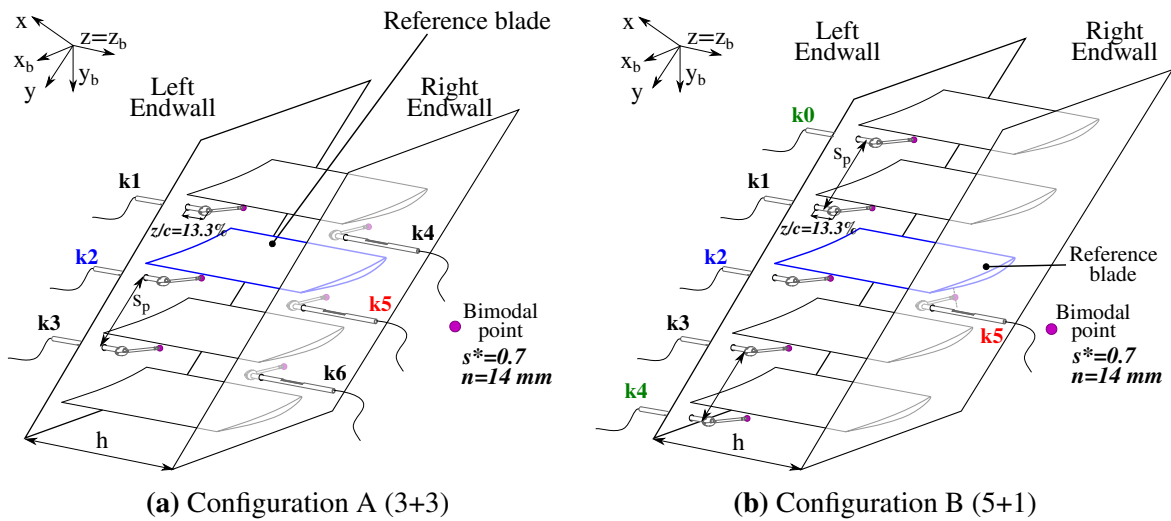 Reference blade
x
z=z_b
x_b
y_b
y
Left
Endwall
Right
Endwall
k1
z/c=13.3%
k4
k2
s_p
k5
k3
Bimodal
point
s*=0.7
n=14 mm
k6
h
(a) Configuration A (3+3)
x
z=z_b
x_b
y_b
y
Left
Endwall
Right
Endwall
k0
s_p
k1
z/c=13.3%
k2
Reference
blade
k3
k5
Bimodal
point
s*=0.7
n=14 mm
k4
h
(b) Configuration B (5+1)